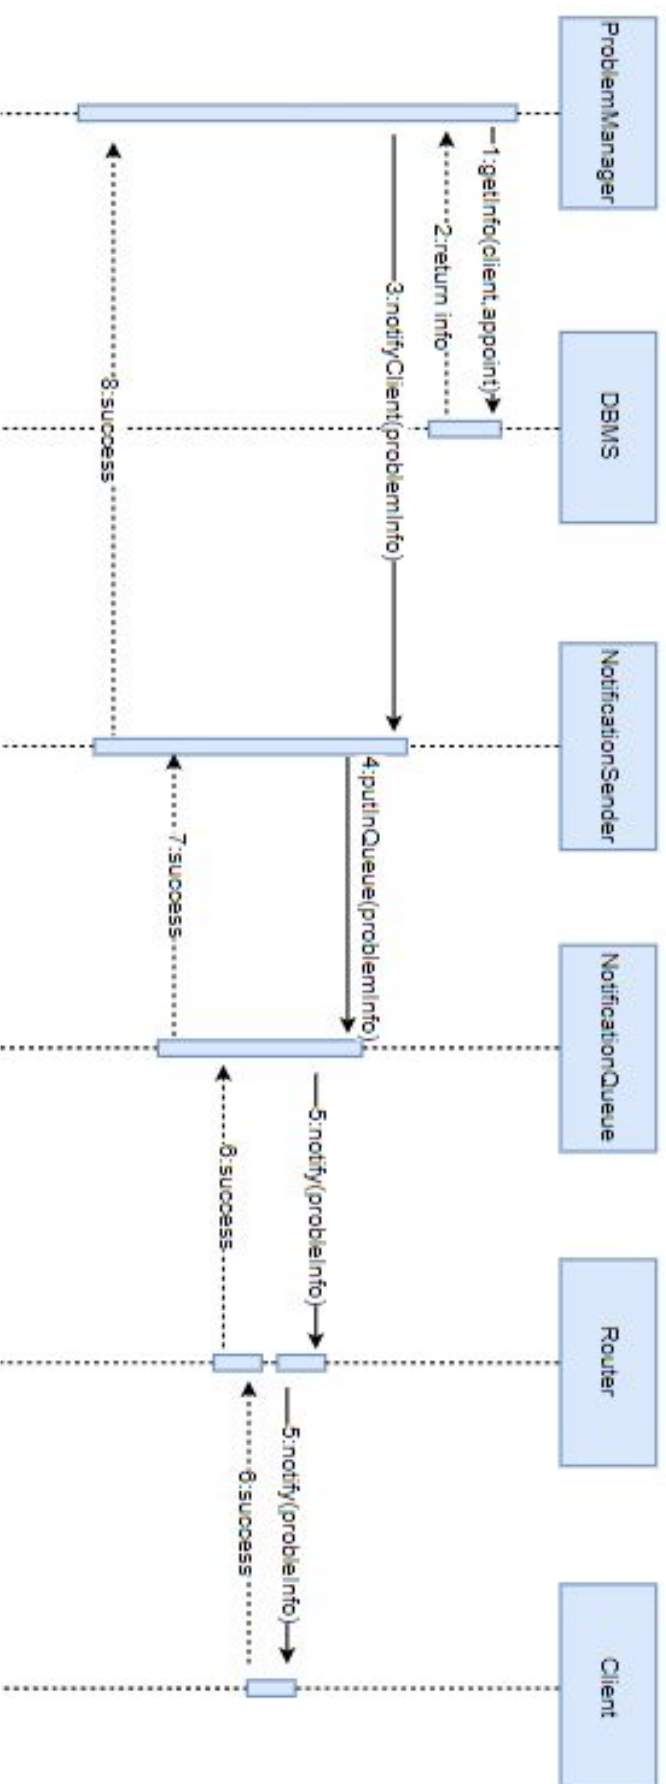 ProblemManager
DBMS
NotificationSender
NotificationQueue
Router
Client
1:getInfo(client,appoint)
2:return info
3:notifyClient(problemInfo)
4:putInQueue(problemInfo)
5:notify(probleInfo)
5:notify(probleInfo)
6:success
6:success
7:success
8:success